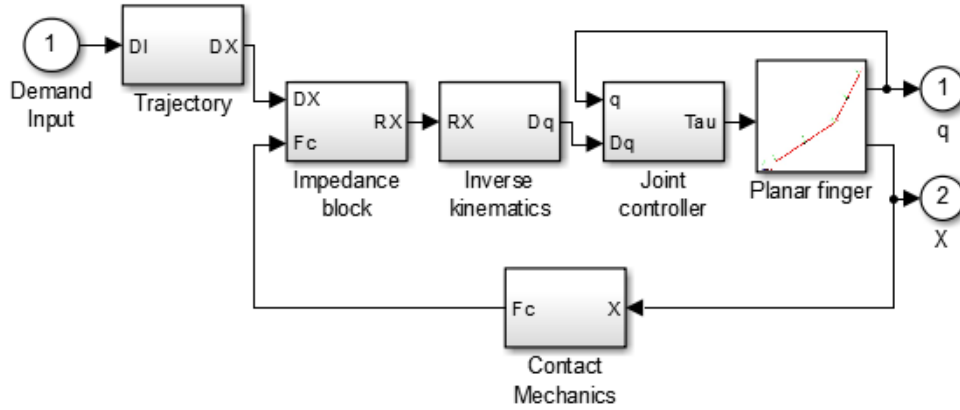 1
Demand
Input
DI
DX
Trajectory
DX
Fc
RX
Impedance
block
RX
Dq
Inverse
kinematics
q
Dq
Tau
Joint
controller
Planar finger
1
q
2
X
Fc
X
Contact
Mechanics